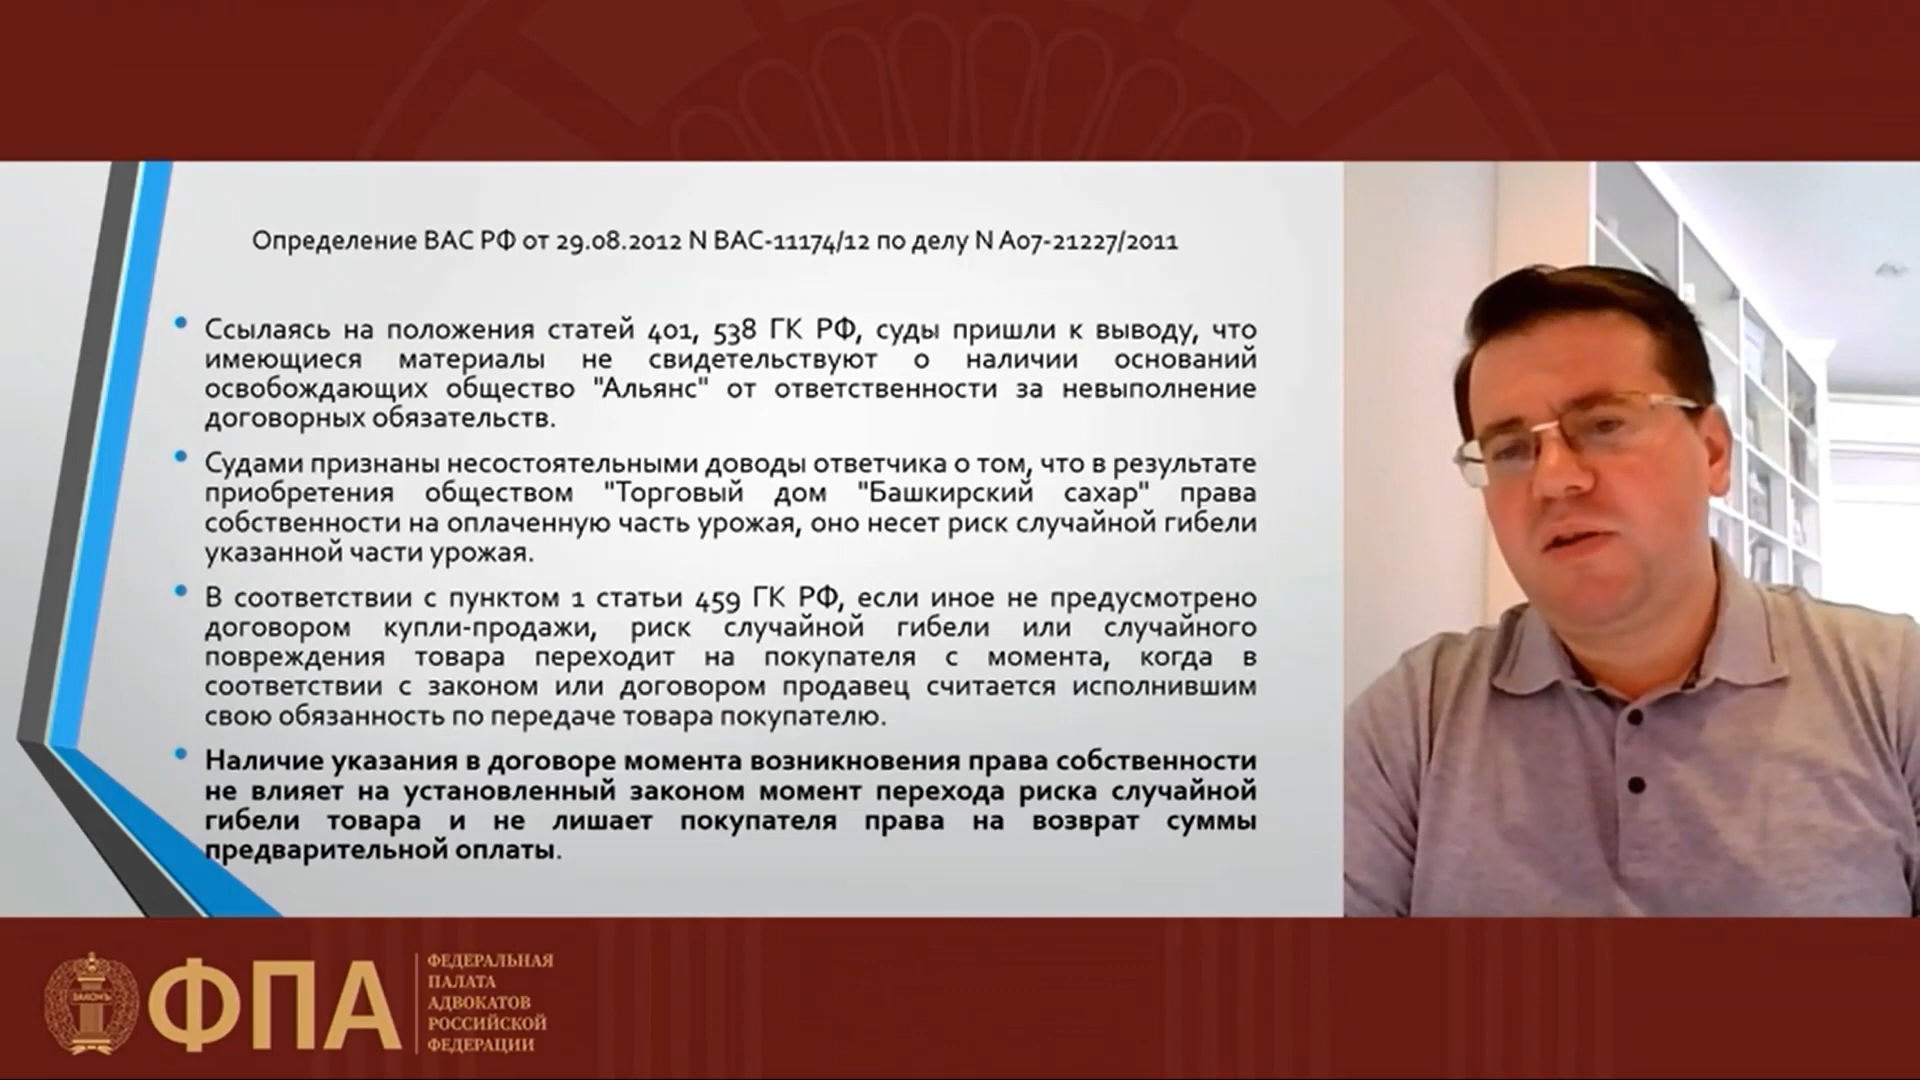 Определение ВАС РФ от 29.08.2012 N ВАС-11174/12 по делу N А07-21227/2011
Ссылаясь на положения статей 401, 538 ГК РФ, суды пришли к выводу, что
имеющиеся материалы не свидетельствуют о наличии оснований
освобождающих общество "Альянс" от ответственности за невыполнение
договорных обязательств.
Судами признаны несостоятельными доводы ответчика о том, что в результате
приобретения обществом "Торговый дом "Башкирский сахар" права
собственности на оплаченную часть урожая, оно несет риск случайной гибели
указанной части урожая.
В соответствии с пунктом 1 статьи 459 ГК РФ, если иное не предусмотрено
договором купли-продажи, риск случайной гибели или случайного
повреждения товара переходит на покупателя с момента, когда в
соответствии с законом или договором продавец считается исполнившим
свою обязанность по передаче товара покупателю.
Наличие указания в договоре момента возникновения права собственности
не влияет на установленный законом момент перехода риска случайной
гибели товара и не лишает покупателя права на возврат суммы
предварительной оплаты.
ЗАКОНЪ
ФПА
ФЕДЕРАЛЬНАЯ
ПАЛАТА
АДВОКАТОВ
РОССИЙСКОЙ
ФЕДЕРАЦИИ